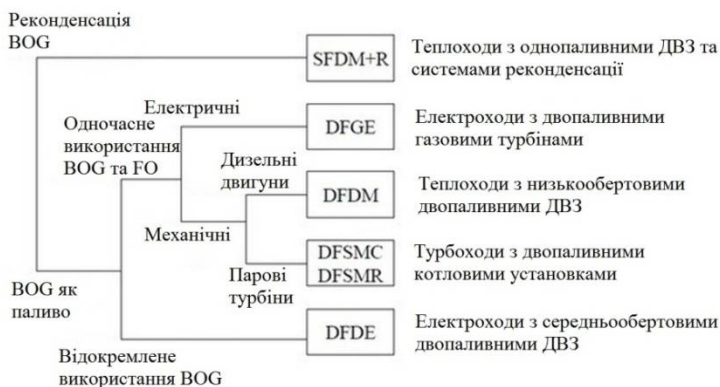 Реконденсація
BOG
SFDM+R
Теплоходи з однопаливними ДВЗ та
системами реконденсації
Електричні
Одночасне
використання
BOG та FO
DFGE
Електроходи з двопаливними
газовими турбінами
Дизельні
двигуни
DFDM
Теплоходи з низькообертовими
двопаливними ДВЗ
Механічні
Парові
турбіни
DFSMC
DFSMR
Турбоходи з двопаливними
котловими установками
BOG як
паливо
DFDE
Електроходи з середньообертовими
двопаливними ДВЗ
Відокремлене
використання BOG